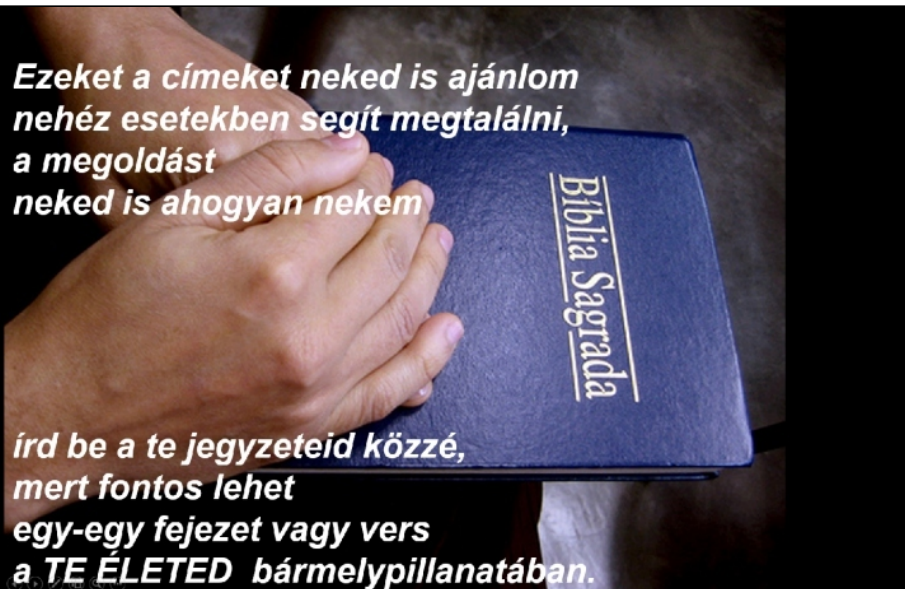 Ezeket a címeket neked is ajánlom
nehéz esetekben segít megtalálni,
a megoldást
neked is ahogyan nekem
Bíblia Sagrada
írd be a te jegyzeteid közzé,
mert fontos lehet
egy-egy fejezet vagy vers
a TE ÉLETED bármelypillanatában.